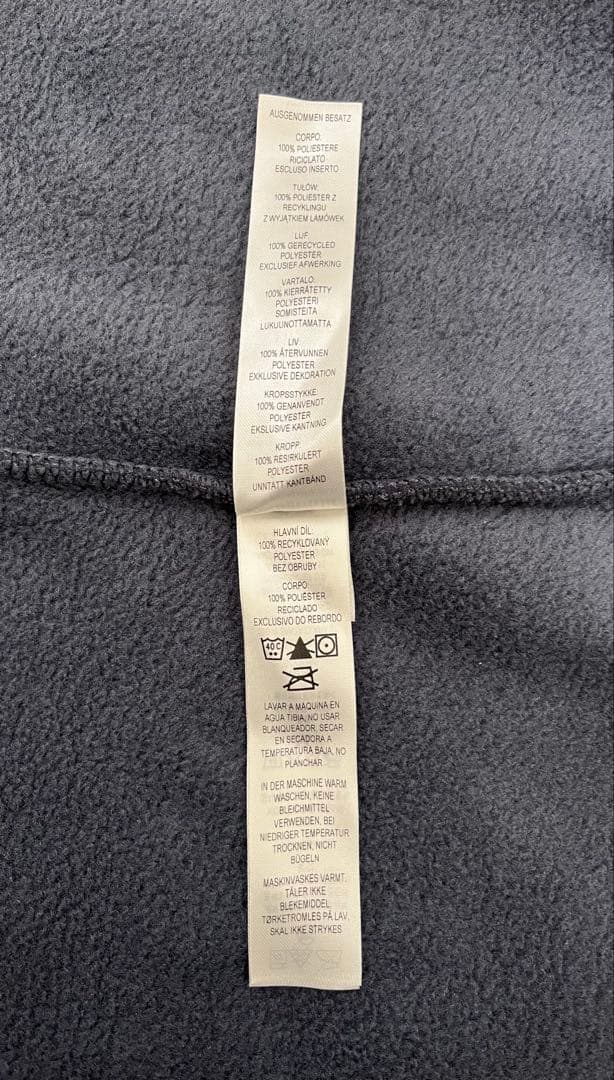 AUSGENOMMEN BESATZ
CORPO:
100% POLIESTERE
RICICLATO
ESCLUSO INSERTO
TUŁÓW:
100% POLIESTER Z
RECYKLINGU
Z WYJĄTKIEM LAMÓWEK
LIJF:
100% GERECYCLED
POLYESTER
EXCLUSIEF AFWERKING
VARTALO:
100% KIERRÄTETTY
POLYESTERI
SOMISTEITA
LUKUUNOTTAMATTA
LIV:
100% ÅTERVUNNEN
POLYESTER
EXKLUSIVE DEKORATION
KROPSSTYKKE:
100% GENANVENDT
POLYESTER
EKSLUSIVE KANTNING
KROPP:
100% RESIRKULERT
POLYESTER
UNNTATT KANTBÅND
HLAVNÍ DÍL:
100% RECYKLOVANÝ
POLYESTER
BEZ OBRUBY
CORPO:
100% POLIÉSTER
RECICLADO
EXCLUSIVO DO REBORDO
40 C
LAVAR A MAQUINA EN
AGUA TIBIA, NO USAR
BLANQUEADOR, SECAR
EN SECADORA A
TEMPERATURA BAJA, NO
PLANCHAR
IN DER MASCHINE WARM
WASCHEN, KEINE
BLEICHMITTEL
VERWENDEN, BEI
NIEDRIGER TEMPERATUR
TROCKNEN, NICHT
BÜGELN
MASKINVASKES VARMT,
TÅLER IKKE
BLEKEMIDDEL,
TØRKETROMLES PÅ LAV,
SKAL IKKE STRYKES